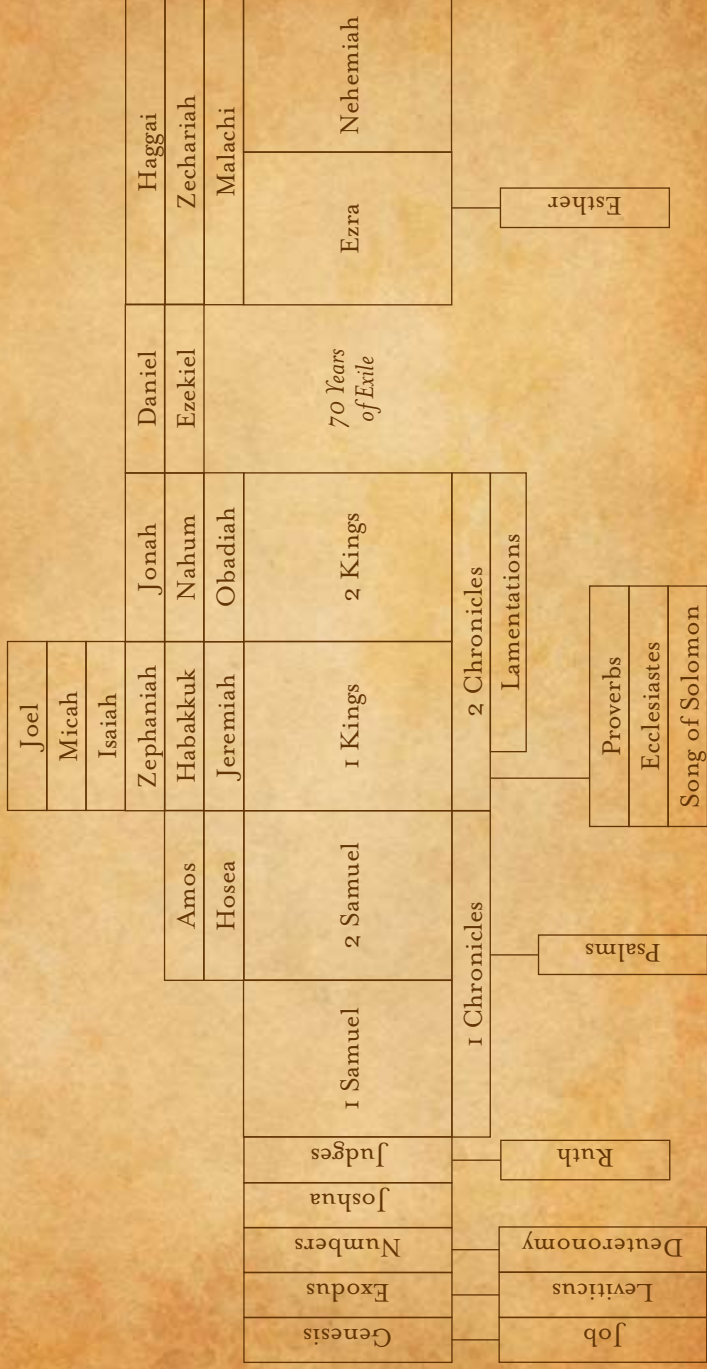 Joel
Micah
Isaiah
Zephaniah
Jonah
Daniel
Haggai
Amos
Habakkuk
Nahum
Ezekiel
Zechariah
Hosea
Jeremiah
Obadiah
Malachi
Genesis
Exodus
Numbers
Joshua
Judges
1 Samuel
2 Samuel
1 Kings
2 Kings
70 Years
of Exile
Ezra
Nehemiah
1 Chronicles
2 Chronicles
Lamentations
Job
Leviticus
Deuteronomy
Ruth
Psalms
Proverbs
Ecclesiastes
Song of Solomon
Esther